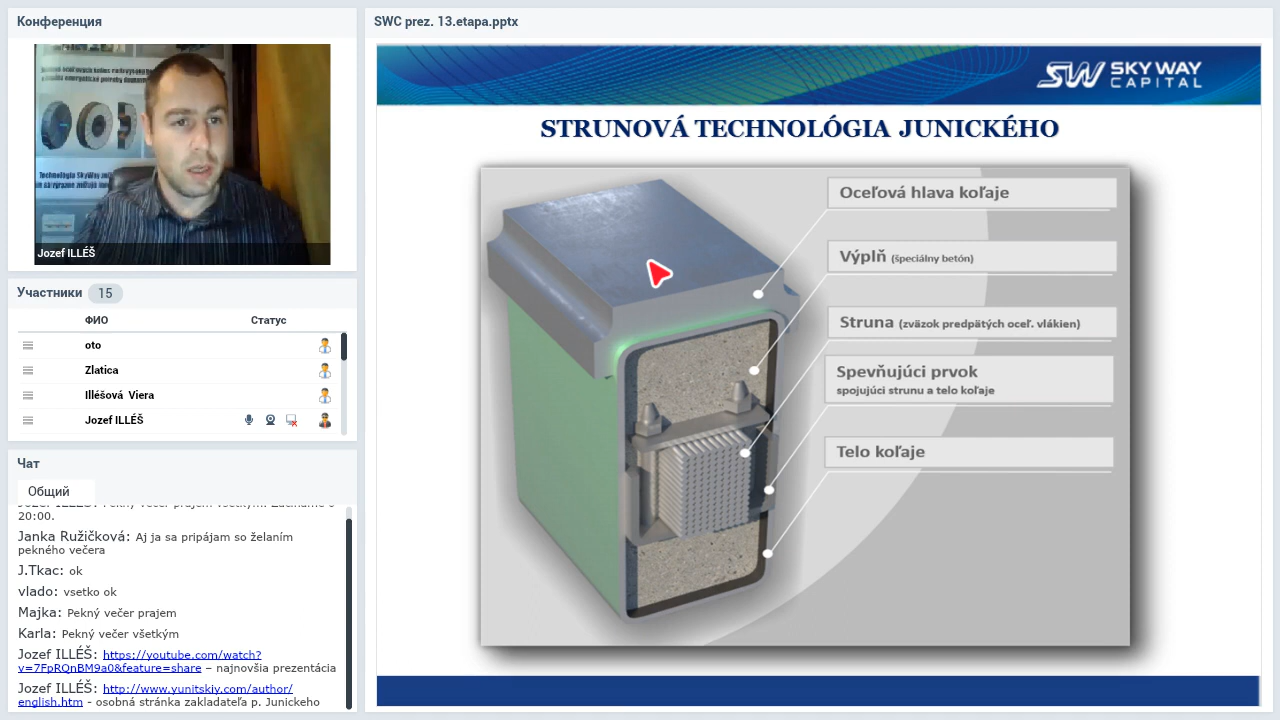 Конференция
Jozef ILLÉŠ
Участники 15
ФИО Статус
oto
Zlatica
Illéšová Viera
Jozef ILLÉŠ
Чат
Общий
20:00.
Janka Ružičková: Aj ja sa pripájam so želaním
pekného večera
J.Tkac: ok
vlado: vsetko ok
Majka: Pekný večer prajem
Karla: Pekný večer všetkým
Jozef ILLÉŠ: https://youtube.com/watch?
v=7FpRQnBM9a0&feature=share – najnovšia prezentácia
Jozef ILLÉŠ: http://www.yunitskiy.com/author/
english.htm - osobná stránka zakladateľa p. Junickeho
SWC prez. 13.etapa.pptx
SW SKY WAY
CAPITAL
STRUNOVÁ TECHNOLÓGIA JUNICKÉHO
Oceľová hlava koľaje
Výplň (špeciálny betón)
Struna (zväzok predpätých oceľ. vlákien)
Spevňujúci prvok
spojujúci strunu a telo koľaje
Telo koľaje